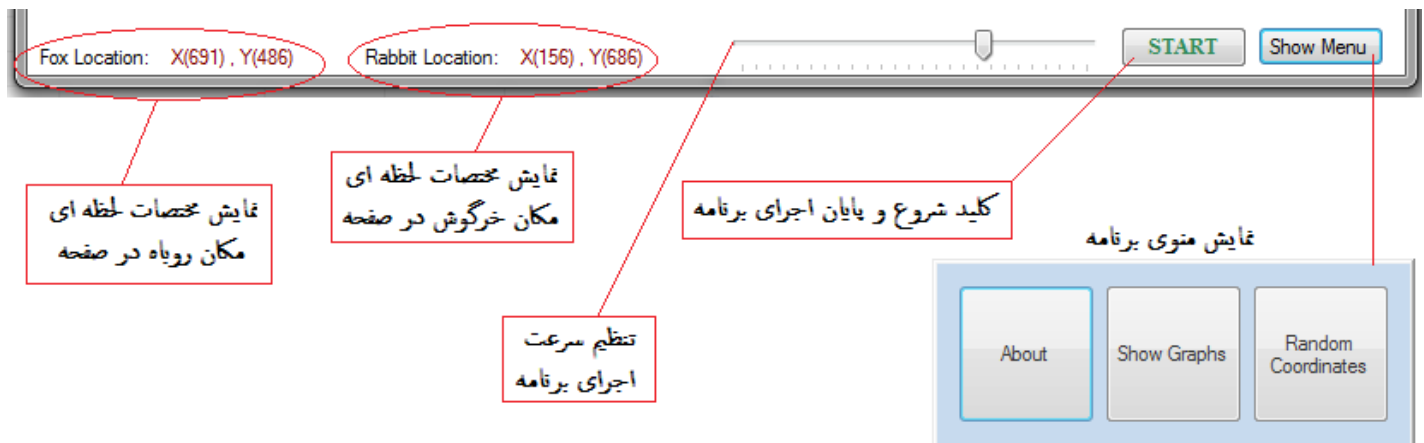 Fox Location: X(691) , Y(486) Rabbit Location: X(156) , Y(686) START Show Menu
نمایش مختصات لحظه ای
مکان روباه در صفحه
نمایش مختصات لحظه ای
مکان خرگوش در صفحه
تنظیم سرعت
اجرای برنامه
کلید شروع و پایان اجرای برنامه
نمایش منوی برنامه
About Show Graphs Random
Coordinates